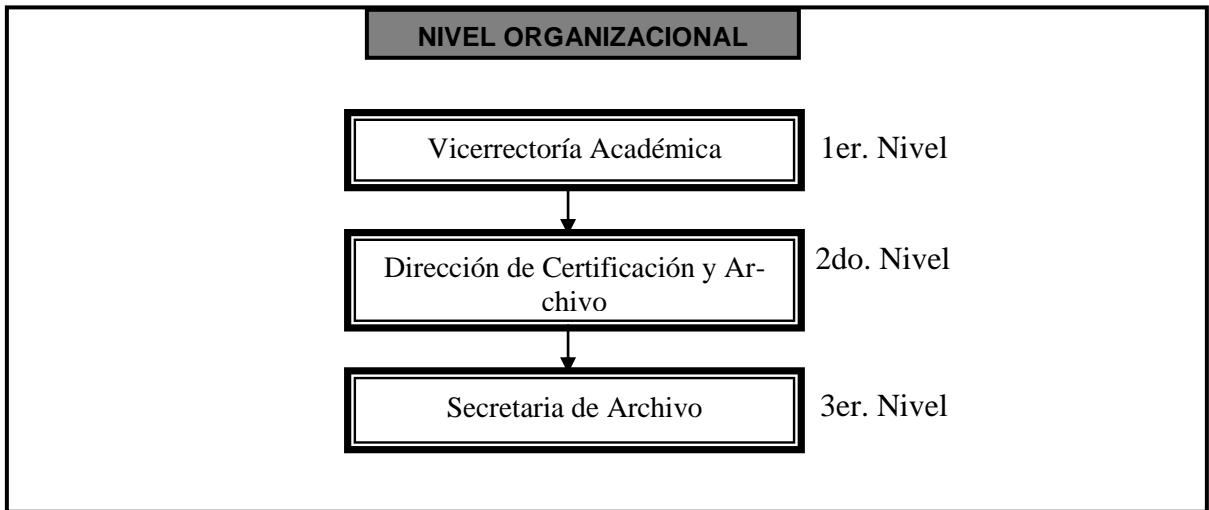 NIVEL ORGANIZACIONAL
Vicerrectoría Académica
1er. Nivel
Dirección de Certificación y Ar-
chivo
2do. Nivel
Secretaria de Archivo
3er. Nivel